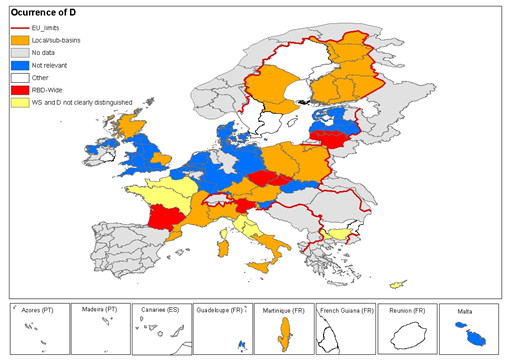 Ocurrence of D
EU_limits
Local/sub-basins
No data
Not relevant
Other
RBD-Wide
WS and D not clearly distinguished
Azores (PT)
Madeira (PT)
Canariee (ES)
Guadeloupe (FR)
Martinique (FR)
French Guiana (FR)
Reunion (FR)
Malta